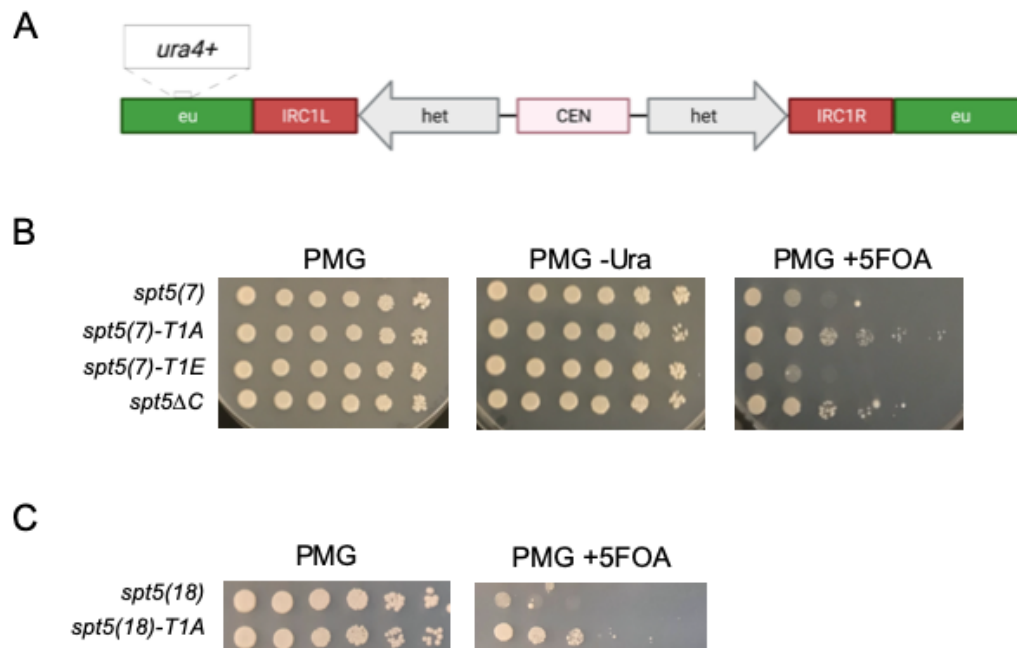 A
ura4+
eu IRC1L het CEN het IRC1R eu
B
PMG PMG -Ura PMG +5FOA
spt5(7)
spt5(7)-T1A
spt5(7)-T1E
spt5ΔC
C
PMG PMG +5FOA
spt5(18)
spt5(18)-T1A